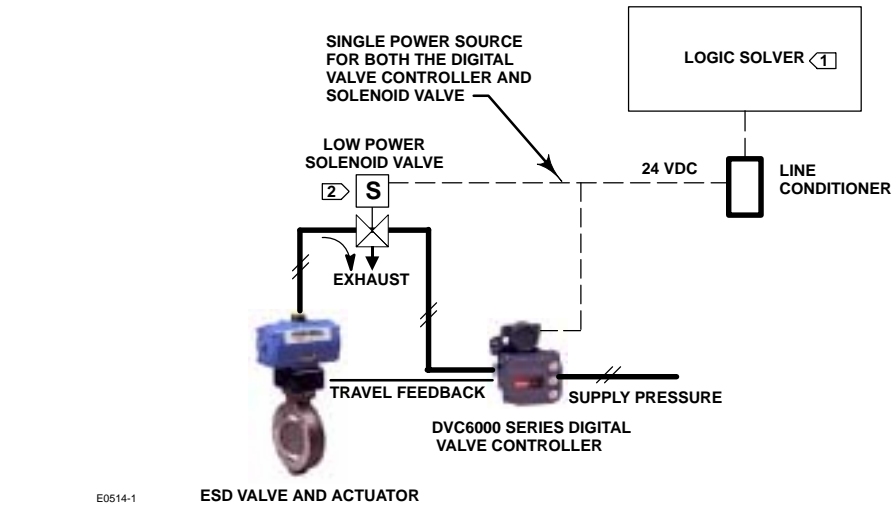 SINGLE POWER SOURCE
FOR BOTH THE DIGITAL
VALVE CONTROLLER AND
SOLENOID VALVE
LOGIC SOLVER 1
LOW POWER
SOLENOID VALVE
2 S
24 VDC
LINE
CONDITIONER
EXHAUST
TRAVEL FEEDBACK
SUPPLY PRESSURE
DVC6000 SERIES DIGITAL
VALVE CONTROLLER
E0514-1
ESD VALVE AND ACTUATOR